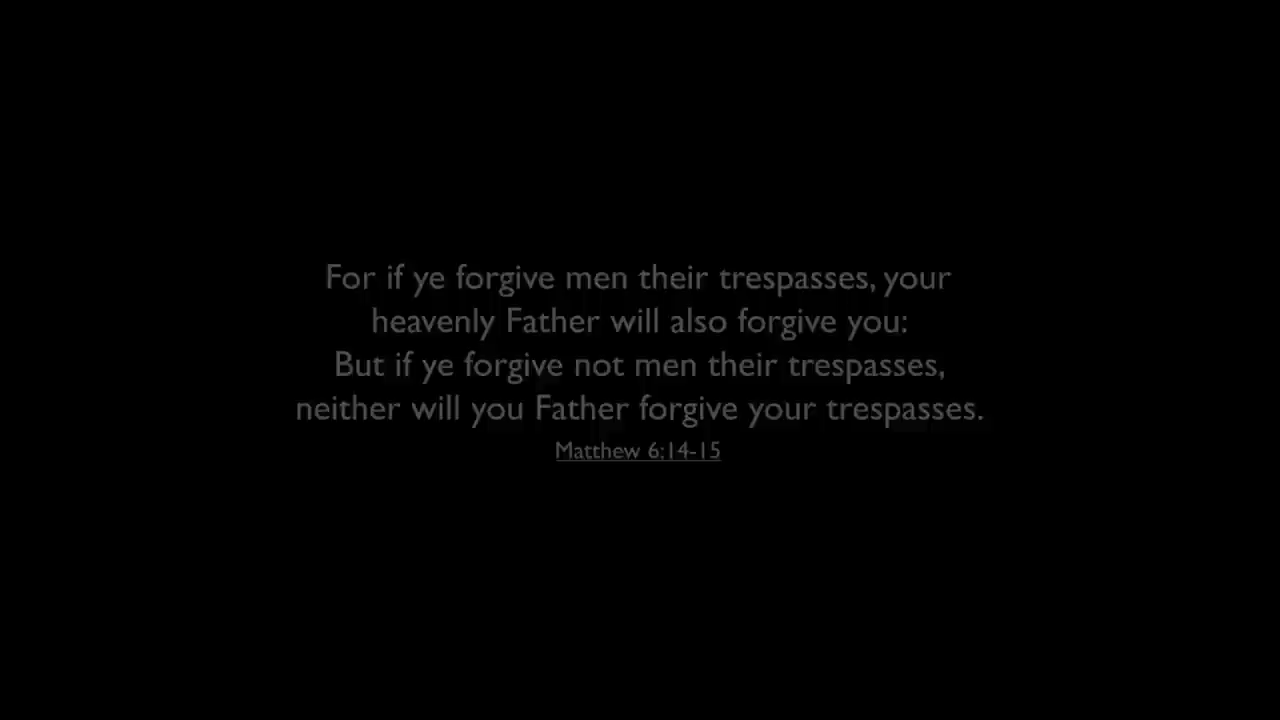 For if ye forgive men their trespasses, your
heavenly Father will also forgive you:
But if ye forgive not men their trespasses,
neither will you Father forgive your trespasses.
Matthew 6:14-15